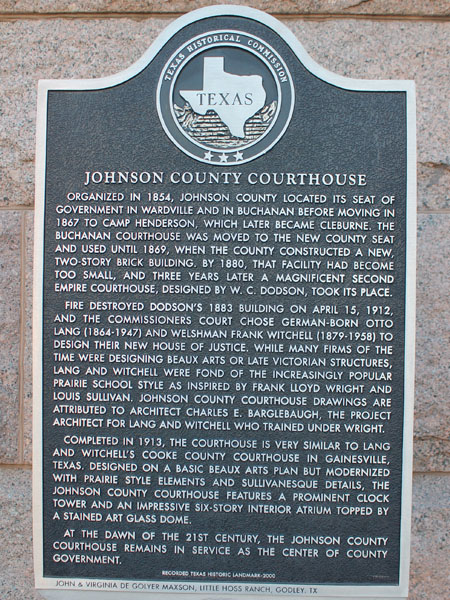 TEXAS HISTORICAL COMMISSION
TEXAS
JOHNSON COUNTY COURTHOUSE
ORGANIZED IN 1854, JOHNSON COUNTY LOCATED ITS SEAT OF
GOVERNMENT IN WARDVILLE AND IN BUCHANAN BEFORE MOVING IN
1867 TO CAMP HENDERSON, WHICH LATER BECAME CLEBURNE. THE
BUCHANAN COURTHOUSE WAS MOVED TO THE NEW COUNTY SEAT
AND USED UNTIL 1869, WHEN THE COUNTY CONSTRUCTED A NEW,
TWO-STORY BRICK BUILDING. BY 1880, THAT FACILITY HAD BECOME
TOO SMALL, AND THREE YEARS LATER A MAGNIFICENT SECOND
EMPIRE COURTHOUSE, DESIGNED BY W. C. DODSON, TOOK ITS PLACE.
FIRE DESTROYED DODSON'S 1883 BUILDING ON APRIL 15, 1912,
AND THE COMMISSIONERS COURT CHOSE GERMAN-BORN OTTO
LANG (1864-1947) AND WELSHMAN FRANK WITCHELL (1879-1958) TO
DESIGN THEIR NEW HOUSE OF JUSTICE. WHILE MANY FIRMS OF THE
TIME WERE DESIGNING BEAUX ARTS OR LATE VICTORIAN STRUCTURES,
LANG AND WITCHELL WERE FOND OF THE INCREASINGLY POPULAR
PRAIRIE SCHOOL STYLE AS INSPIRED BY FRANK LLOYD WRIGHT AND
LOUIS SULLIVAN. JOHNSON COUNTY COURTHOUSE DRAWINGS ARE
ATTRIBUTED TO ARCHITECT CHARLES E. BARGLEBAUGH, THE PROJECT
ARCHITECT FOR LANG AND WITCHELL WHO TRAINED UNDER WRIGHT.
COMPLETED IN 1913, THE COURTHOUSE IS VERY SIMILAR TO LANG
AND WITCHELL'S COOKE COUNTY COURTHOUSE IN GAINESVILLE,
TEXAS. DESIGNED ON A BASIC BEAUX ARTS PLAN BUT MODERNIZED
WITH PRAIRIE STYLE ELEMENTS AND SULLIVANESQUE DETAILS, THE
JOHNSON COUNTY COURTHOUSE FEATURES A PROMINENT CLOCK
TOWER AND AN IMPRESSIVE SIX-STORY INTERIOR ATRIUM TOPPED BY
A STAINED ART GLASS DOME.
AT THE DAWN OF THE 21ST CENTURY, THE JOHNSON COUNTY
COURTHOUSE REMAINS IN SERVICE AS THE CENTER OF COUNTY
GOVERNMENT.
RECORDED TEXAS HISTORIC LANDMARK-2000
JOHN & VIRGINIA DE GOLYER MAXSON, LITTLE HOSS RANCH, GODLEY, TX